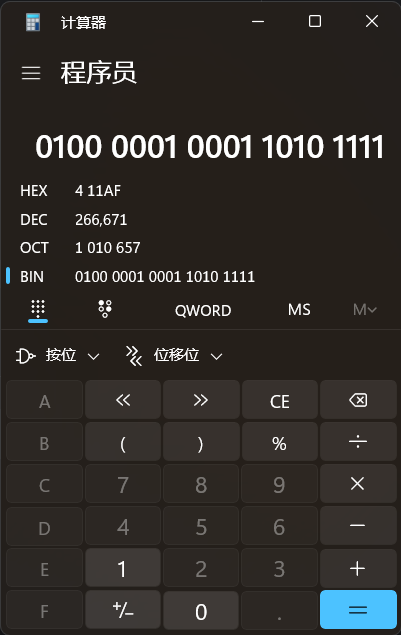 计算器
程序员
0100 0001 0001 1010 1111
HEX 4 11AF
DEC 266,671
OCT 1 010 657
BIN 0100 0001 0001 1010 1111
QWORD MS M
按位 位移位
A << >> CE
B ( ) % ÷
C 7 8 9 ×
D 4 5 6 −
E 1 2 3 +
F +/− 0 . =